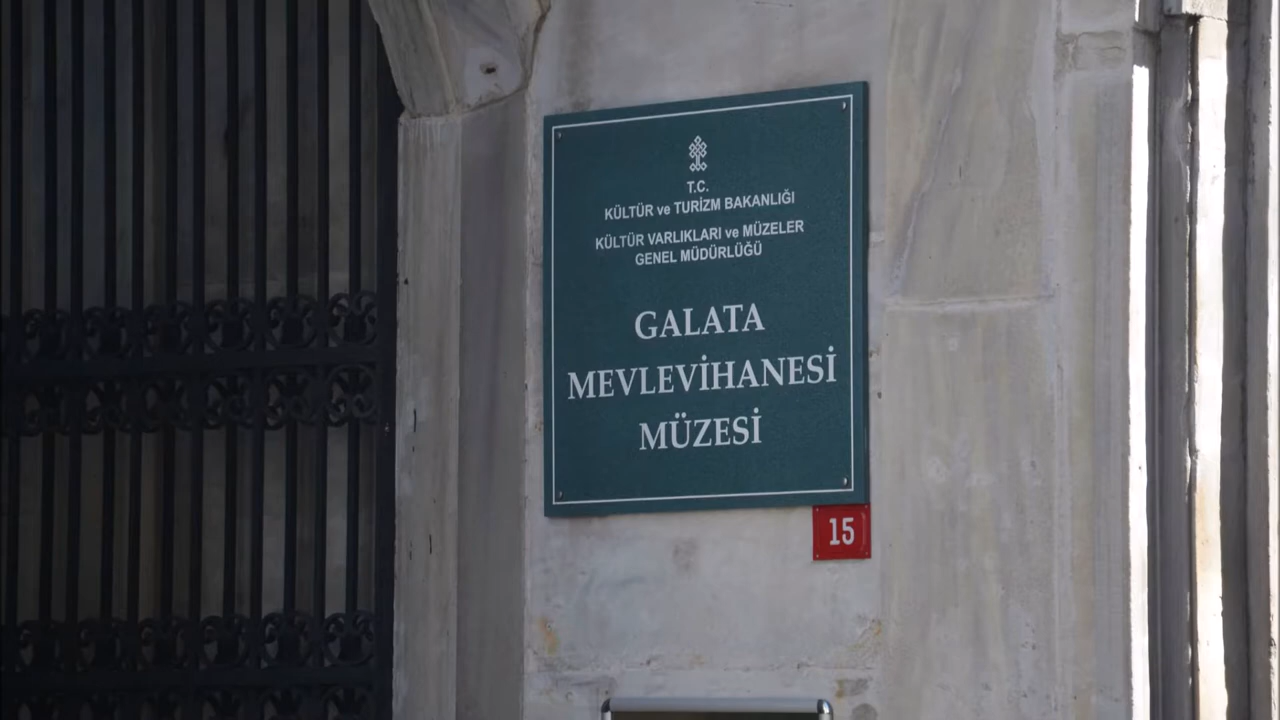 T.C.
KÜLTÜR ve TURİZM BAKANLIĞI
KÜLTÜR VARLIKLARI ve MÜZELER
GENEL MÜDÜRLÜĞÜ
GALATA
MEVLEVİHANESİ
MÜZESİ
15